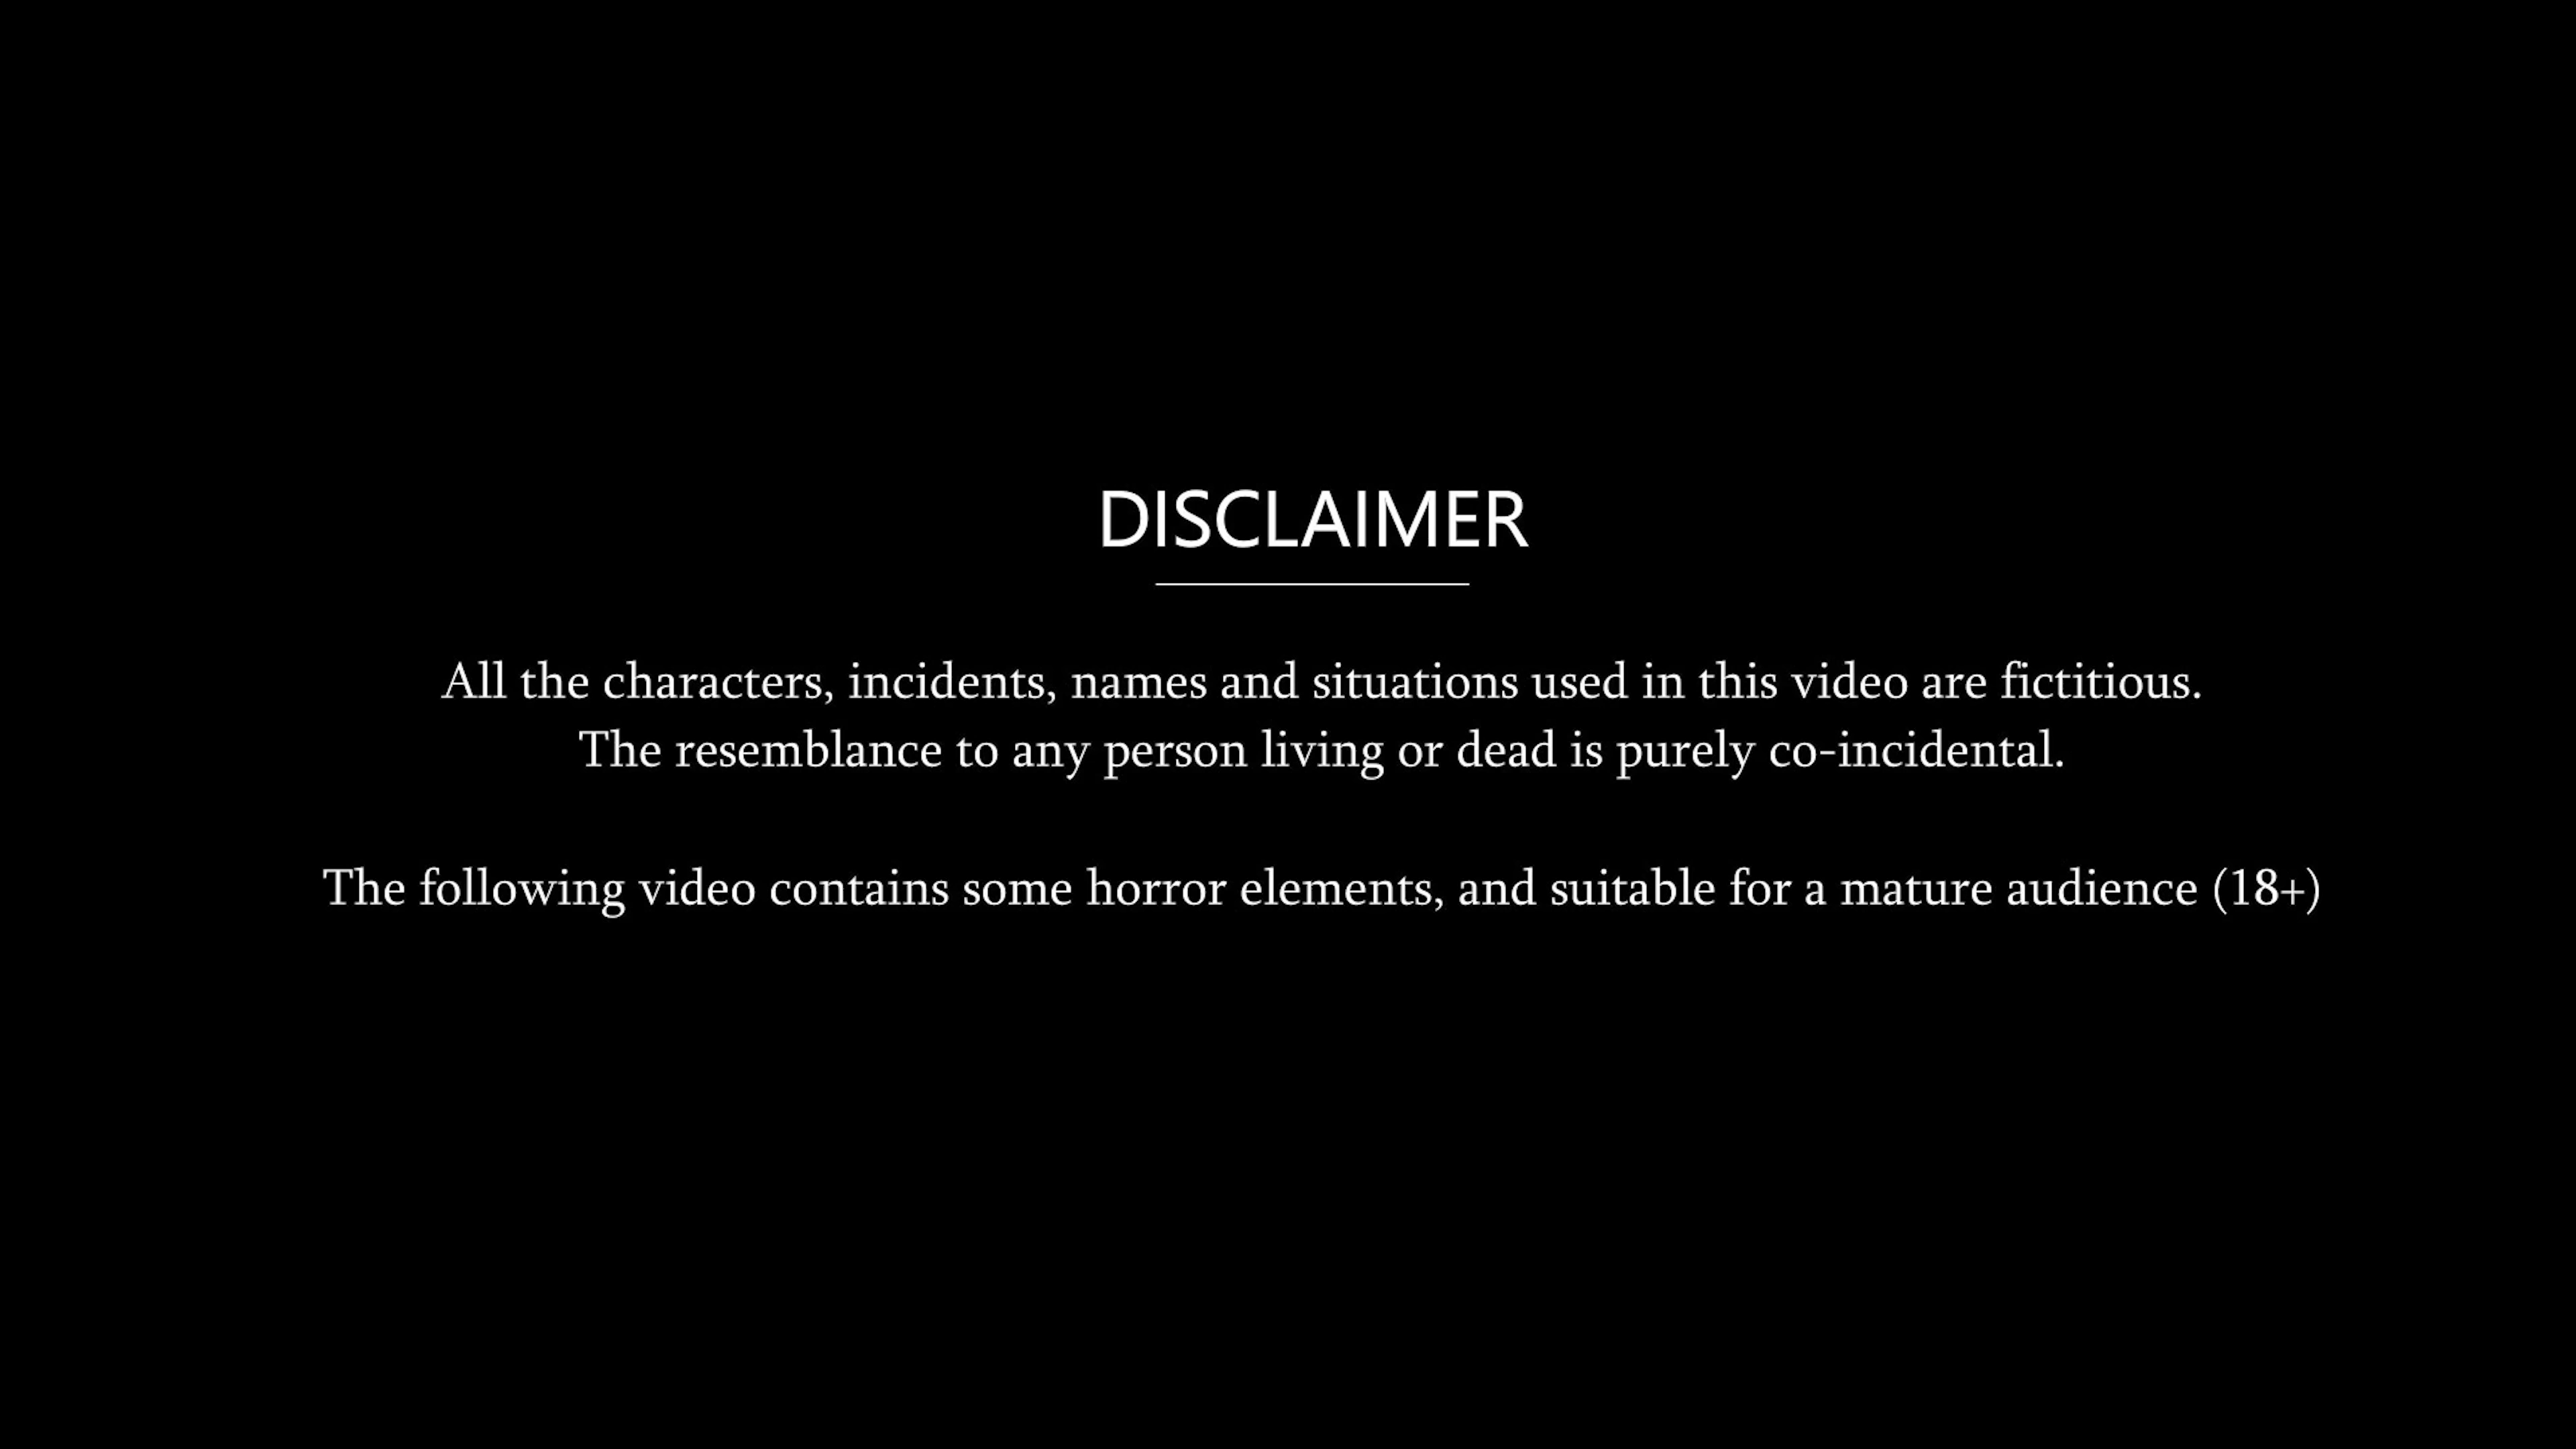 DISCLAIMER
All the characters, incidents, names and situations used in this video are fictitious.
The resemblance to any person living or dead is purely co-incidental.
The following video contains some horror elements, and suitable for a mature audience (18+)